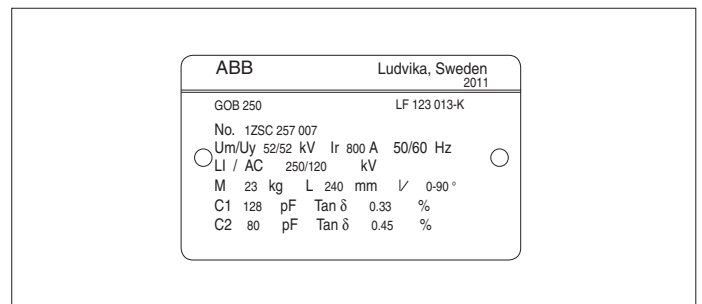 ABB Ludvika, Sweden
2011
GOB 250 LF 123 013-K
No. 1ZSC 257 007
Um/Uy 52/52 kV Ir 800 A 50/60 Hz
LI / AC 250/120 kV
M 23 kg L 240 mm 0-90 °
C1 128 pF Tan δ 0.33 %
C2 80 pF Tan δ 0.45 %